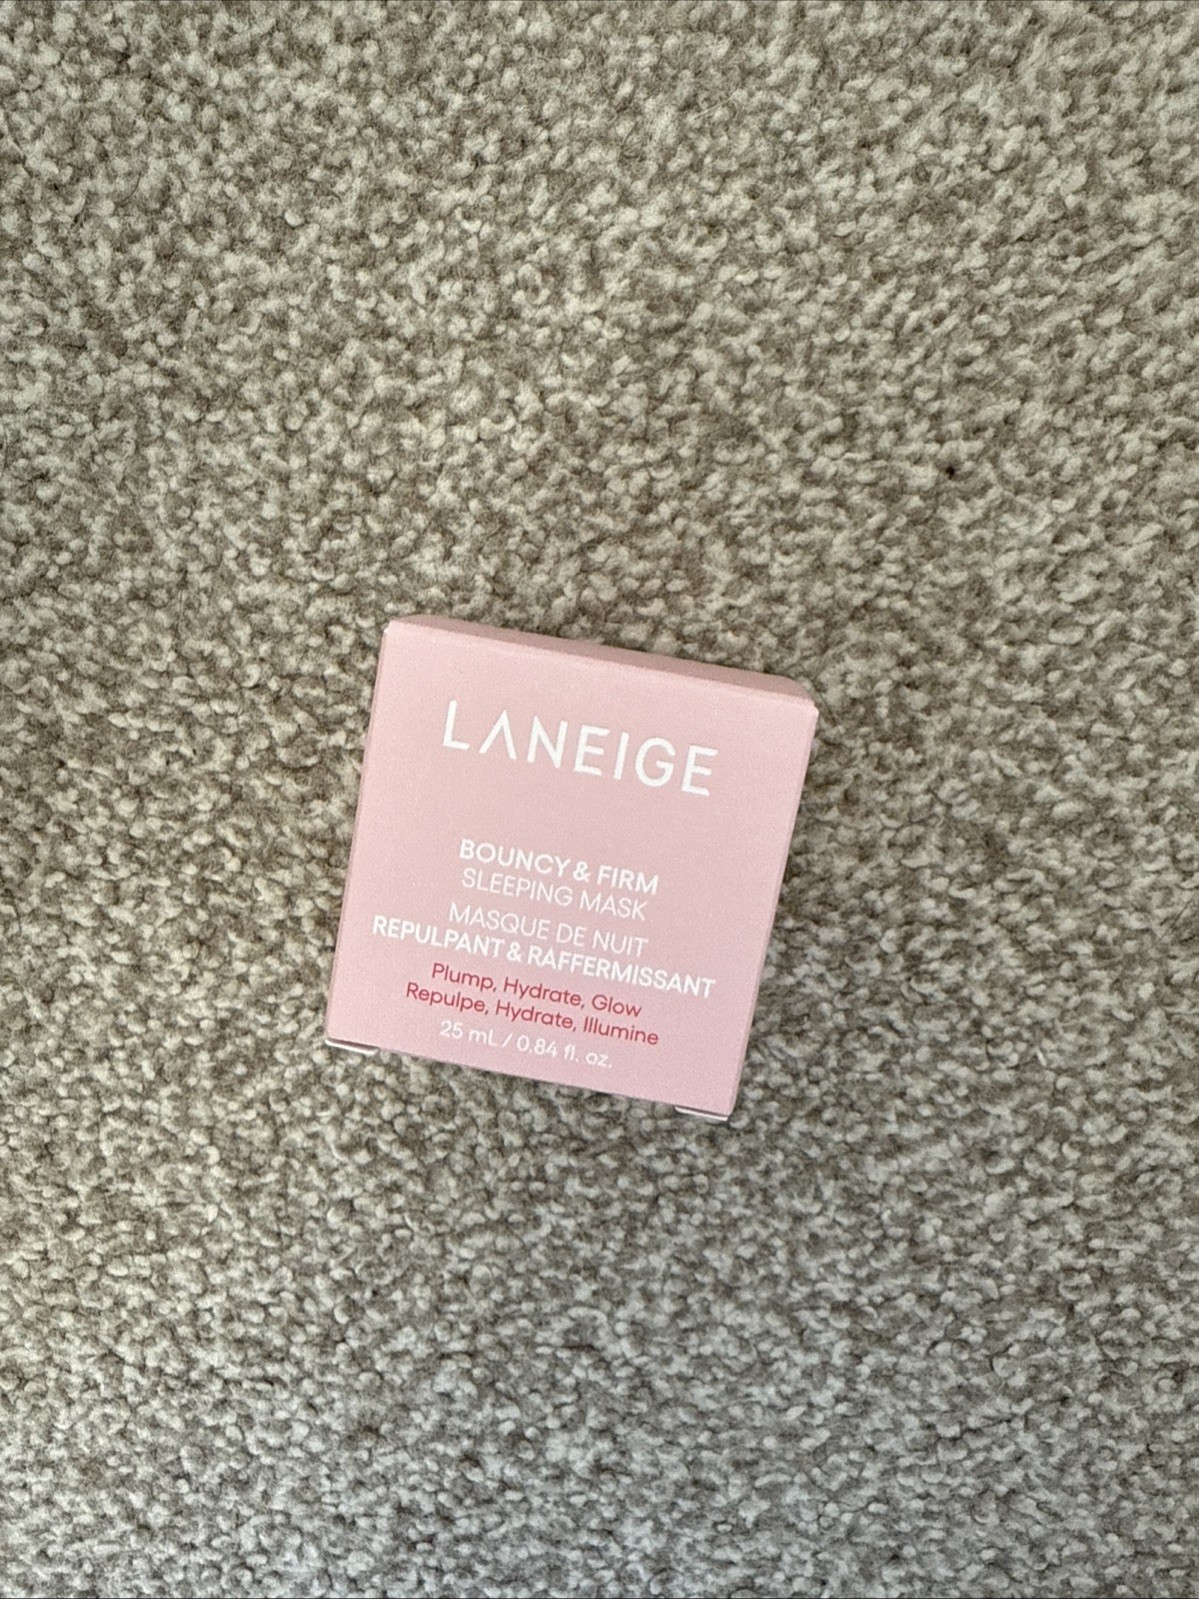 LANEIGE
BOUNCY & FIRM
SLEEPING MASK
MASQUE DE NUIT
REPULPANT & RAFFERMISSANT
Plump, Hydrate, Glow
Repulpe, Hydrate, Illumine
25 mL / 0.84 fl. oz.